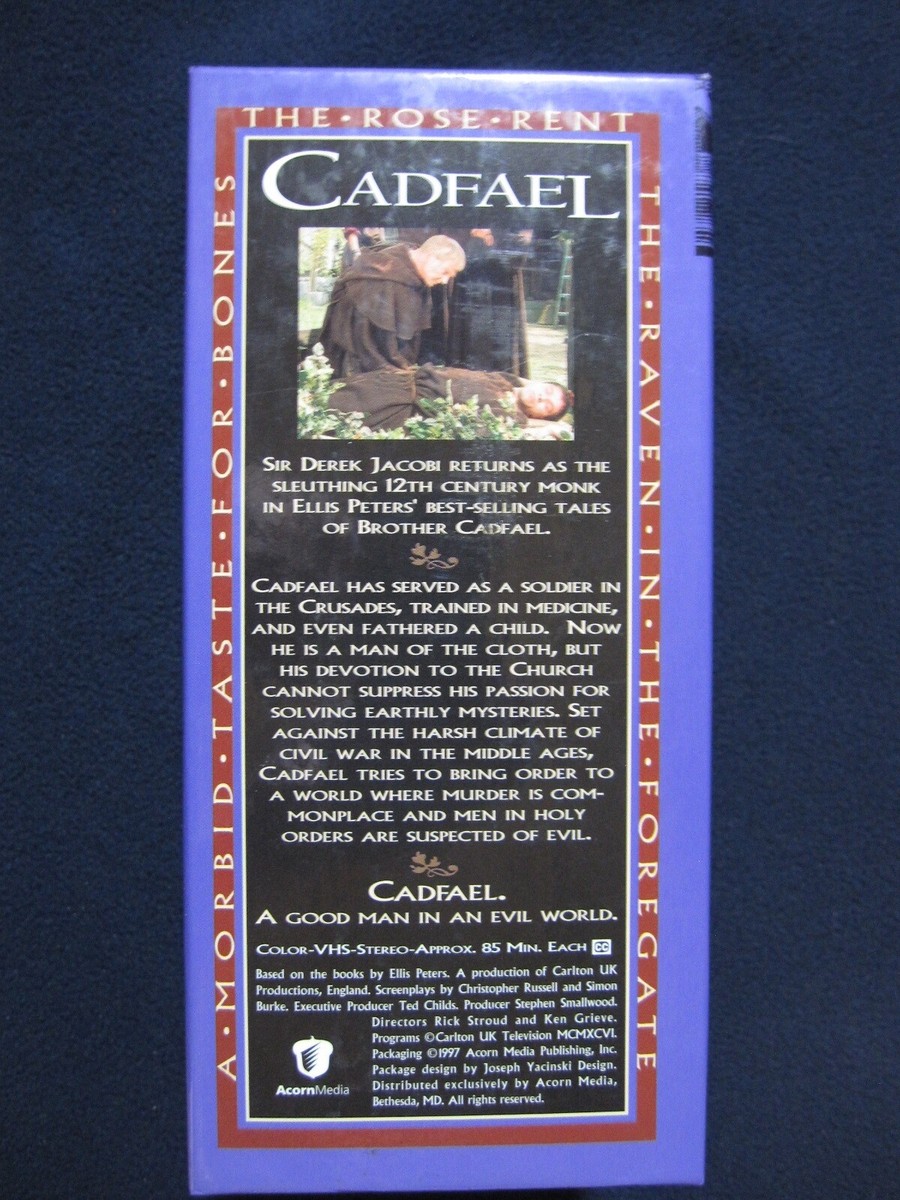 THE·ROSE·RENT
A·MORBID·TASTE·FOR·BONES
THE·RAVEN·IN·THE·FOREGATE
CADFAEL
SIR DEREK JACOBI RETURNS AS THE
SLEUTHING 12TH CENTURY MONK
IN ELLIS PETERS' BEST-SELLING TALES
OF BROTHER CADFAEL.
CADFAEL HAS SERVED AS A SOLDIER IN
THE CRUSADES, TRAINED IN MEDICINE,
AND EVEN FATHERED A CHILD. NOW
HE IS A MAN OF THE CLOTH, BUT
HIS DEVOTION TO THE CHURCH
CANNOT SUPPRESS HIS PASSION FOR
SOLVING EARTHLY MYSTERIES. SET
AGAINST THE HARSH CLIMATE OF
CIVIL WAR IN THE MIDDLE AGES,
CADFAEL TRIES TO BRING ORDER TO
A WORLD WHERE MURDER IS COM-
MONPLACE AND MEN IN HOLY
ORDERS ARE SUSPECTED OF EVIL.
CADFAEL.
A GOOD MAN IN AN EVIL WORLD.
COLOR-VHS-STEREO-APPROX. 85 MIN. EACH CC
Based on the books by Ellis Peters. A production of Carlton UK
Productions, England. Screenplays by Christopher Russell and Simon
Burke. Executive Producer Ted Childs. Producer Stephen Smallwood.
Directors Rick Stroud and Ken Grieve.
Programs ©Carlton UK Television MCMXCVI.
Packaging ©1997 Acorn Media Publishing, Inc.
Package design by Joseph Yacinski Design.
Distributed exclusively by Acorn Media,
Bethesda, MD. All rights reserved.
AcornMedia